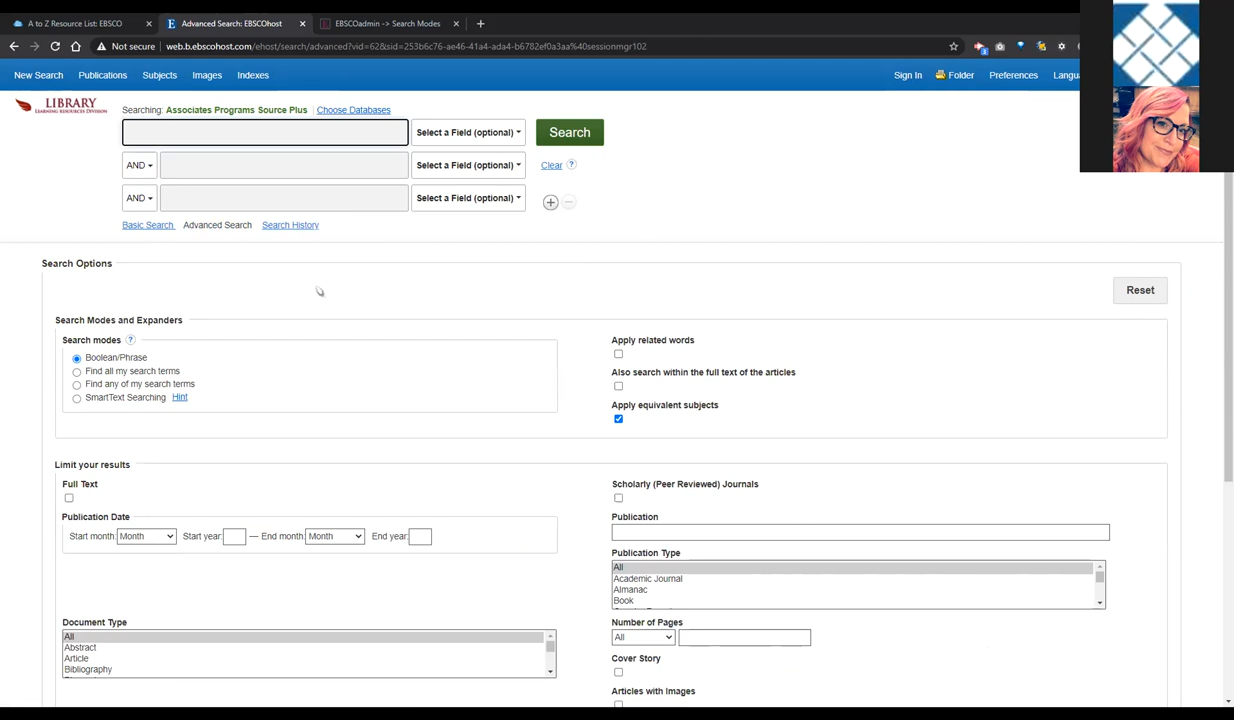 A to Z Resource List: EBSCO
Advanced Search: EBSCOhost
EBSCOadmin -> Search Modes
Not secure
web.b.ebscohost.com/ehost/search/advanced?vid=62&sid=253b6c76-ae46-41a4-ada4-b6782ef0a3aa%40sessionmgr102
New Search Publications Subjects Images Indexes
Sign In Folder Preferences Langu
LIBRARY
LEARNING RESOURCES DIVISION
Searching: Associates Programs Source Plus Choose Databases
Select a Field (optional) Search
AND Select a Field (optional) Clear ?
AND Select a Field (optional)
Basic Search Advanced Search Search History
Search Options
Reset
Search Modes and Expanders
Search modes ?
Boolean/Phrase
Find all my search terms
Find any of my search terms
SmartText Searching Hint
Apply related words
Also search within the full text of the articles
Apply equivalent subjects
Limit your results
Full Text
Publication Date
Start month: Month Start year: — End month: Month End year:
Document Type
All
Abstract
Article
Bibliography
Scholarly (Peer Reviewed) Journals
Publication
Publication Type
All
Academic Journal
Almanac
Book
Number of Pages
All
Cover Story
Articles with Images